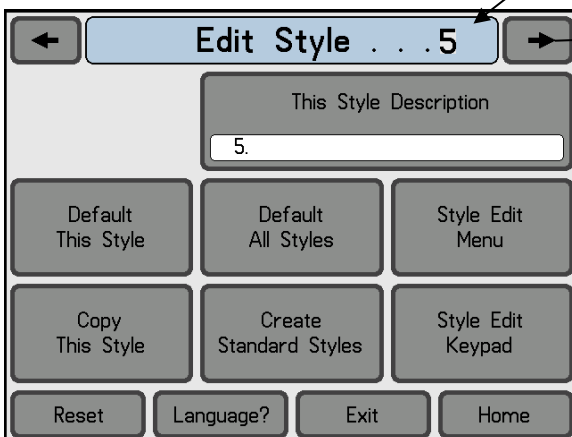 Edit Style . . .5
This Style Description
5.
Default
This Style
Default
All Styles
Style Edit
Menu
Copy
This Style
Create
Standard Styles
Style Edit
Keypad
Reset
Language?
Exit
Home